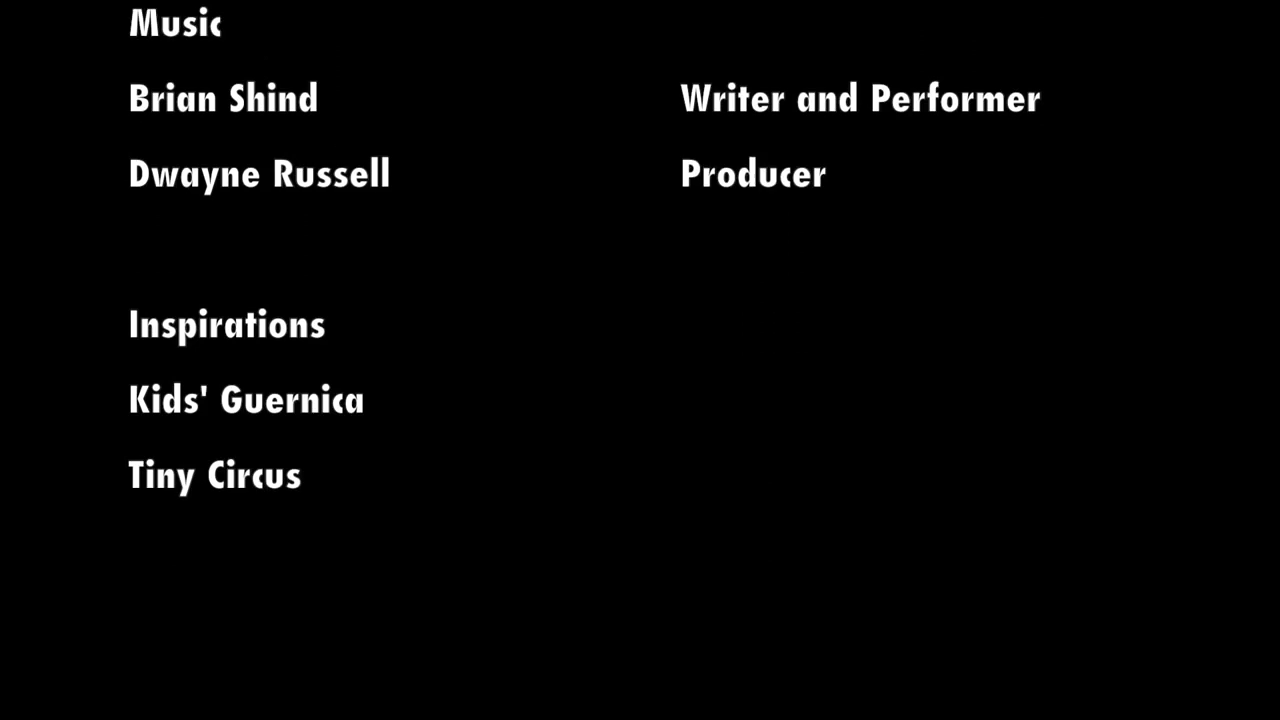 Music
Brian Shind Writer and Performer
Dwayne Russell Producer
Inspirations
Kids' Guernica
Tiny Circus